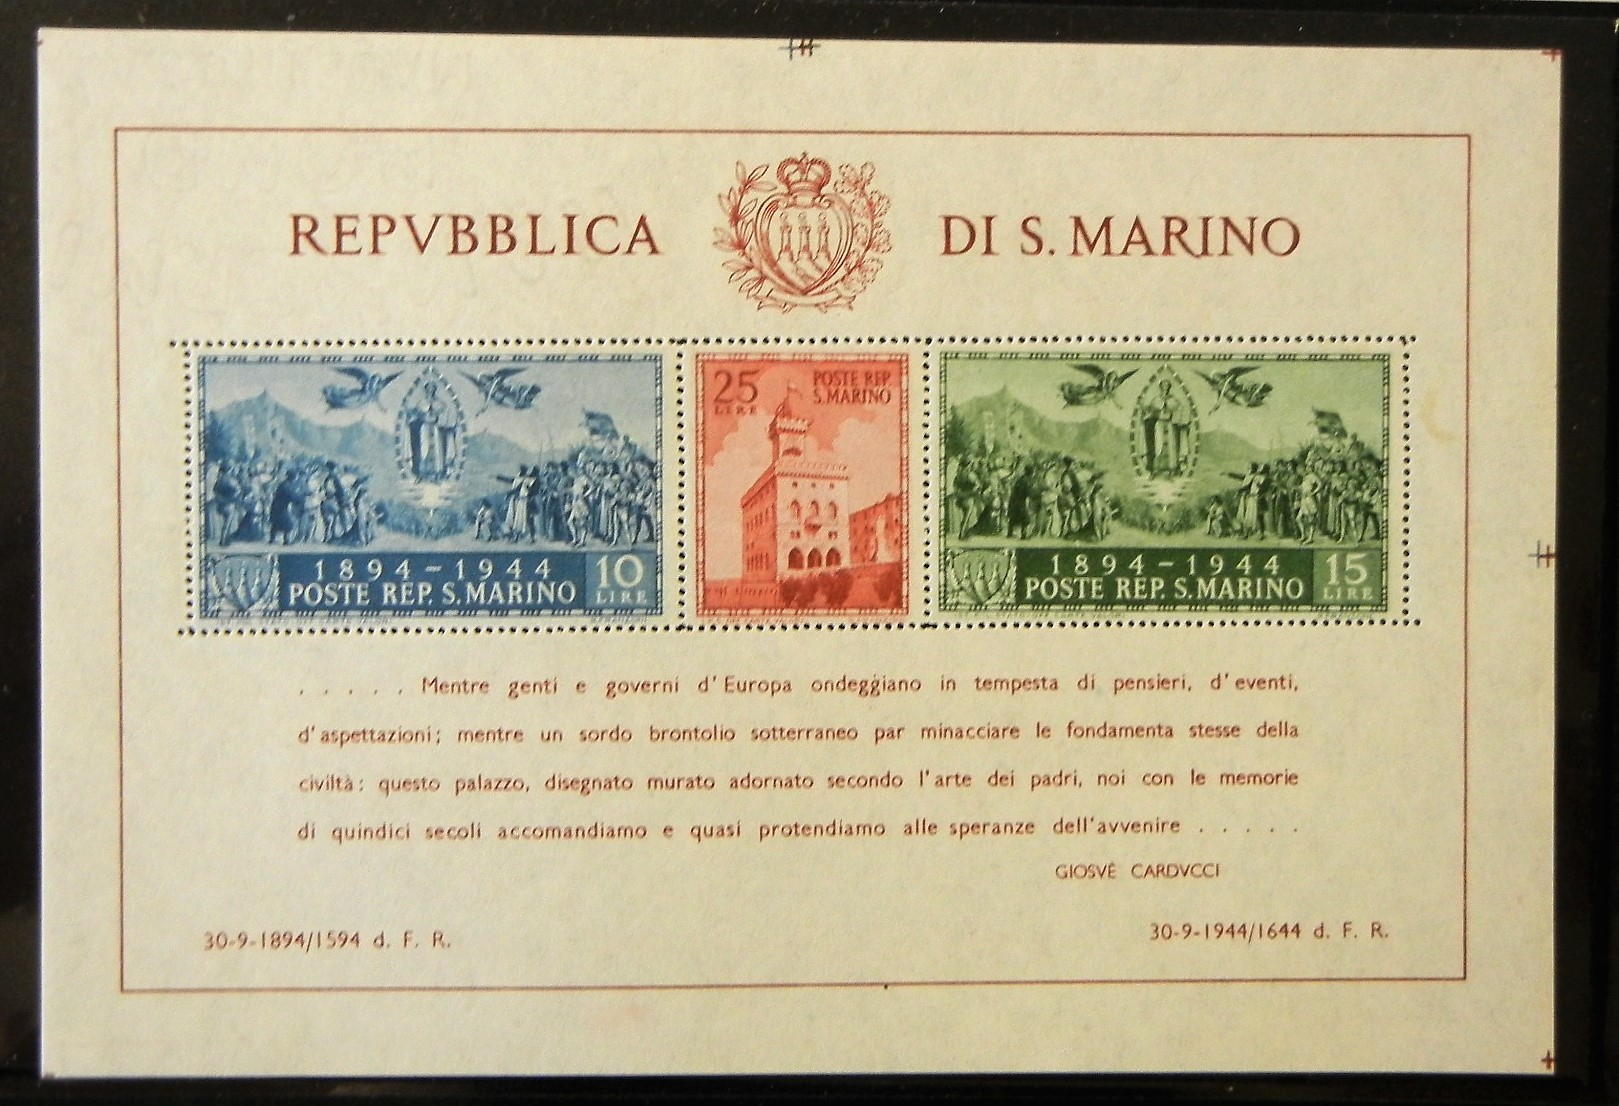 REPVBBLICA DI S. MARINO
1894 - 1944
POSTE REP. S. MARINO
10
LIRE
25
LIRE
POSTE REP.
S. MARINO
1894 - 1944
POSTE REP. S. MARINO
15
LIRE
. . . . . Mentre genti e governi d'Europa ondeggiano in tempesta di pensieri, d'eventi,
d'aspettazioni; mentre un sordo brontolio sotterraneo par minacciare le fondamenta stesse della
civiltà: questo palazzo, disegnato murato adornato secondo l'arte dei padri, noi con le memorie
di quindici secoli accomandiamo e quasi protendiamo alle speranze dell'avvenire . . . . .
GIOSVÈ CARDVCCI
30-9-1894/1594 d. F. R.
30-9-1944/1644 d. F. R.